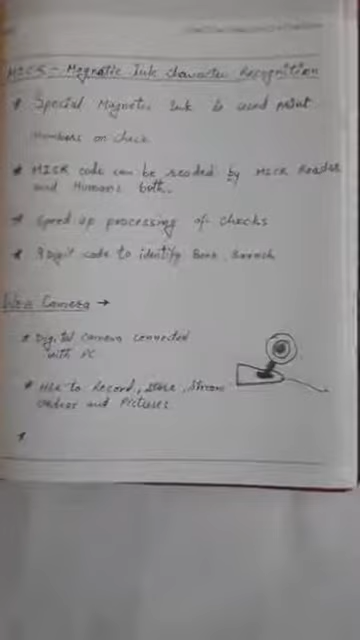 MICR - Magnetic Ink character Recognition
* Special Magnetic Ink is used print
numbers on check
* MICR code can be readed by MICR Reader
and Humans both.
* Speed up processing of checks
* 9 Digit code to identify Bank, Branch
Web Camera →
* Digital Camera connected
with PC
* Use to Record, Store, Stream
videos and Pictures
*